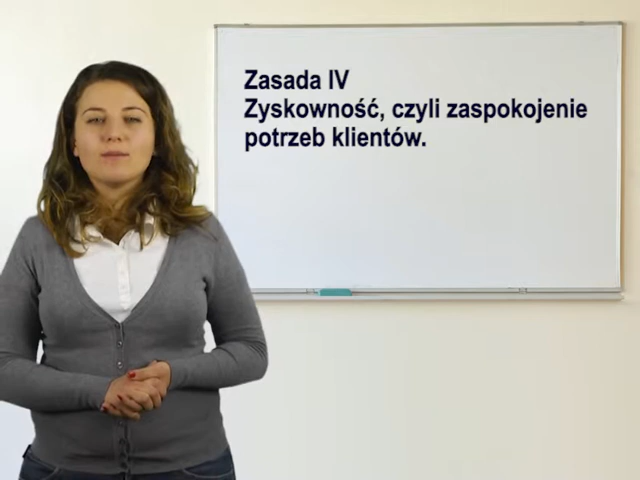 Zasada IV
Zyskowność, czyli zaspokojenie
potrzeb klientów.